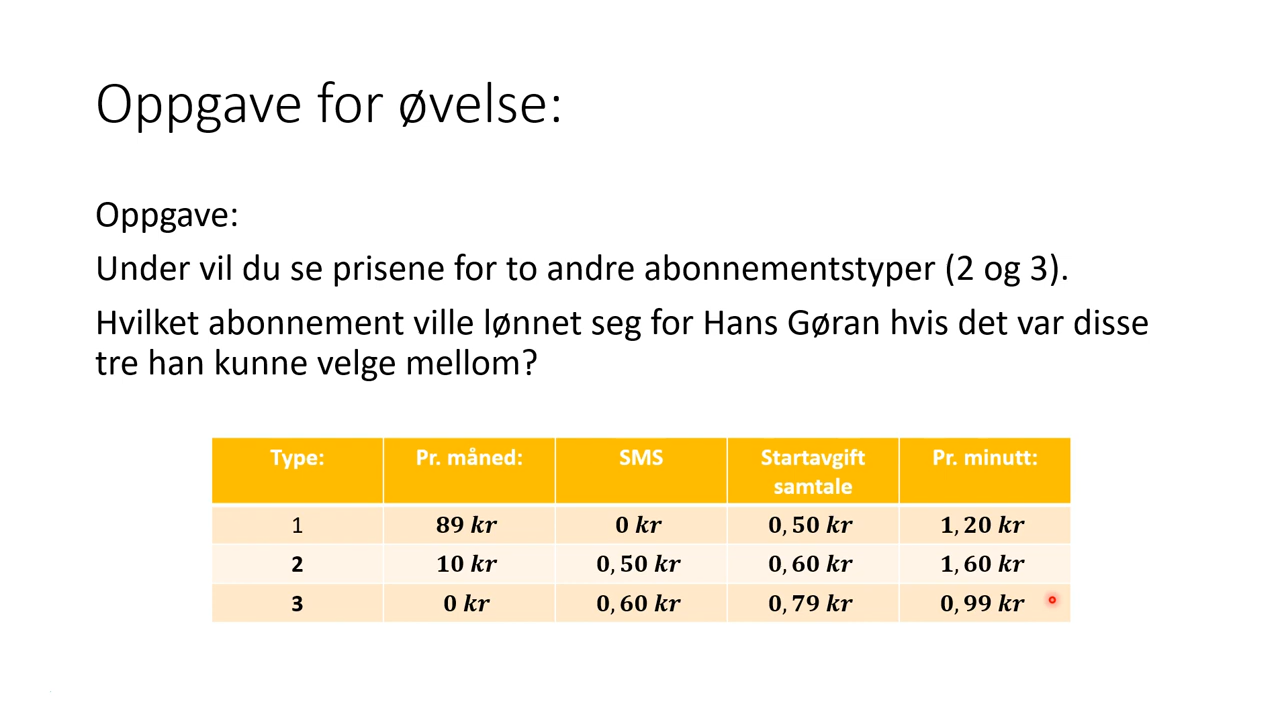 Oppgave for øvelse:
Oppgave:
Under vil du se prisene for to andre abonnementstyper (2 og 3).
Hvilket abonnement ville lønnet seg for Hans Gøran hvis det var disse
tre han kunne velge mellom?
Type: Pr. måned: SMS Startavgift samtale Pr. minutt:
1 89 kr 0 kr 0,50 kr 1,20 kr
2 10 kr 0,50 kr 0,60 kr 1,60 kr
3 0 kr 0,60 kr 0,79 kr 0,99 kr